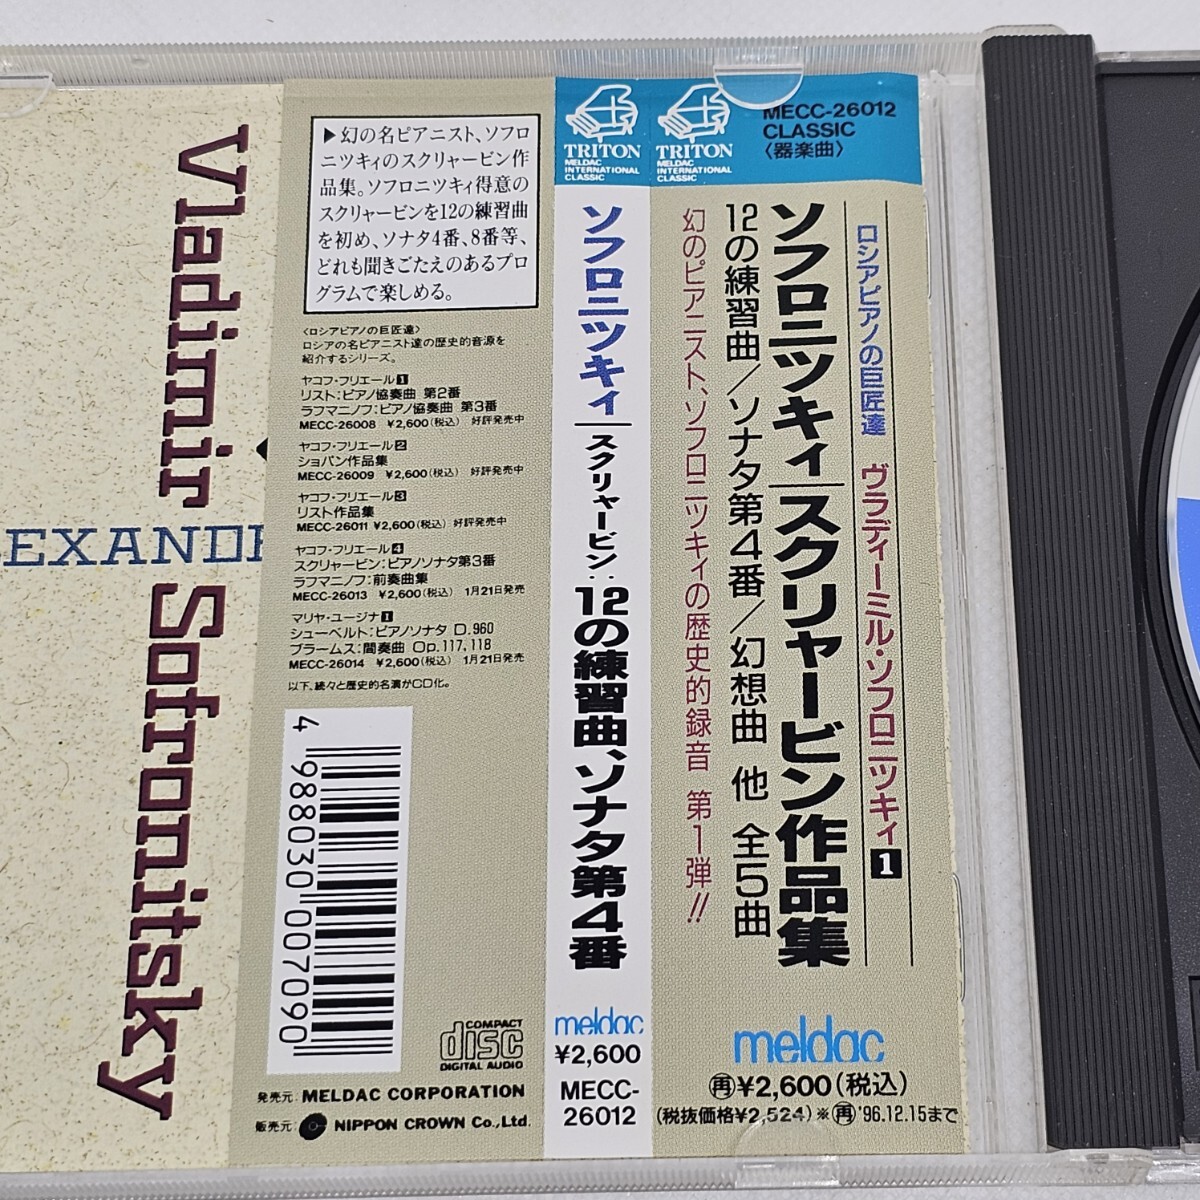 Vladimir Sofronitsky
EXANDE
▶幻の名ピアニスト、ソフロ
ニツキィのスクリャービン作
品集。ソフロニツキィ得意の
スクリャービンを12の練習曲
を初め、ソナタ4番、8番等、
どれも聞きごたえのあるプロ
グラムで楽しめる。
〈ロシアピアノの巨匠達〉
ロシアの名ピアニスト達の歴史的音源を
紹介するシリーズ。
ヤコフ・フリエール1
リスト:ピアノ協奏曲 第2番
ラフマニノフ:ピアノ協奏曲 第3番
MECC-26008 ¥2,600(税込) 好評発売中
ヤコフ・フリエール2
ショパン作品集
MECC-26009 ¥2,600(税込) 好評発売中
ヤコフ・フリエール3
リスト作品集
MECC-26011 ¥2,600(税込) 好評発売中
ヤコフ・フリエール4
スクリャービン:ピアノソナタ第3番
ラフマニノフ:前奏曲集
MECC-26013 ¥2,600(税込) 1月21日発売
マリヤ・ユージナ1
シューベルト:ピアノソナタ D.960
ブラームス:間奏曲 Op.117,118
MECC-26014 ¥2,600(税込) 1月21日発売
以下、続々と歴史的名演がCD化。
4 988030 007090
COMPACT
disc
DIGITAL AUDIO
発売元: MELDAC CORPORATION
販売元: NIPPON CROWN Co., Ltd.
TRITON
MELDAC
INTERNATIONAL
CLASSIC
ソフロニツキィ|スクリャービン:12の練習曲、ソナタ第4番
meldac
¥2,600
MECC-
26012
TRITON
MELDAC
INTERNATIONAL
CLASSIC
MECC-26012
CLASSIC
〈器楽曲〉
ロシアピアノの巨匠達 ヴラディーミル・ソフロニツキィ1
ソフロニツキィ|スクリャービン作品集
12の練習曲/ソナタ第4番/幻想曲 他 全5曲
幻のピアニスト、ソフロニツキィの歴史的録音 第1弾!!
meldac
再¥2,600(税込)
(税抜価格¥2,524)※再'96.12.15まで